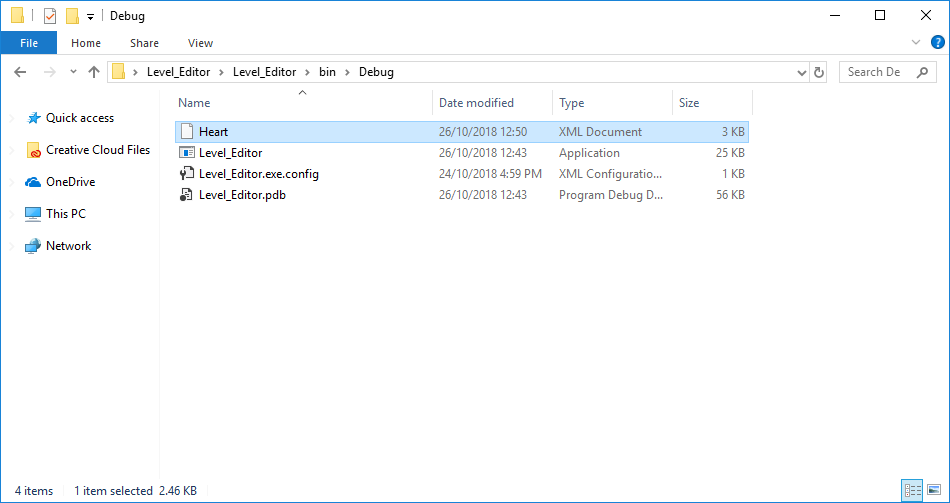 Debug
File Home Share View
Level_Editor Level_Editor bin Debug Search De
Name Date modified Type Size
Quick access
Creative Cloud Files
OneDrive
This PC
Network
Heart 26/10/2018 12:50 XML Document 3 KB
Level_Editor 26/10/2018 12:43 Application 25 KB
Level_Editor.exe.config 24/10/2018 4:59 PM XML Configuratio... 1 KB
Level_Editor.pdb 26/10/2018 12:43 Program Debug D... 56 KB
4 items 1 item selected 2.46 KB